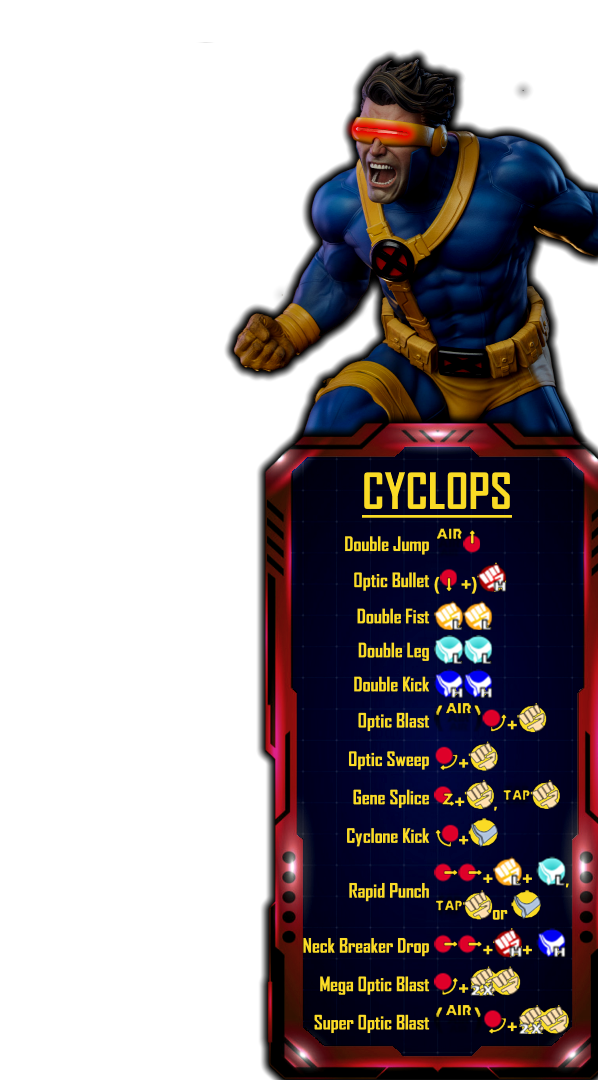 CYCLOPS
Double Jump AIR
Optic Bullet ( +) H
Double Fist L L
Double Leg L L
Double Kick H H
Optic Blast ( AIR ) +
Optic Sweep +
Gene Splice Z + , TAP
Cyclone Kick +
Rapid Punch + L + L ,
TAP or
Neck Breaker Drop + H + H
Mega Optic Blast + 2X
Super Optic Blast ( AIR ) + 2X